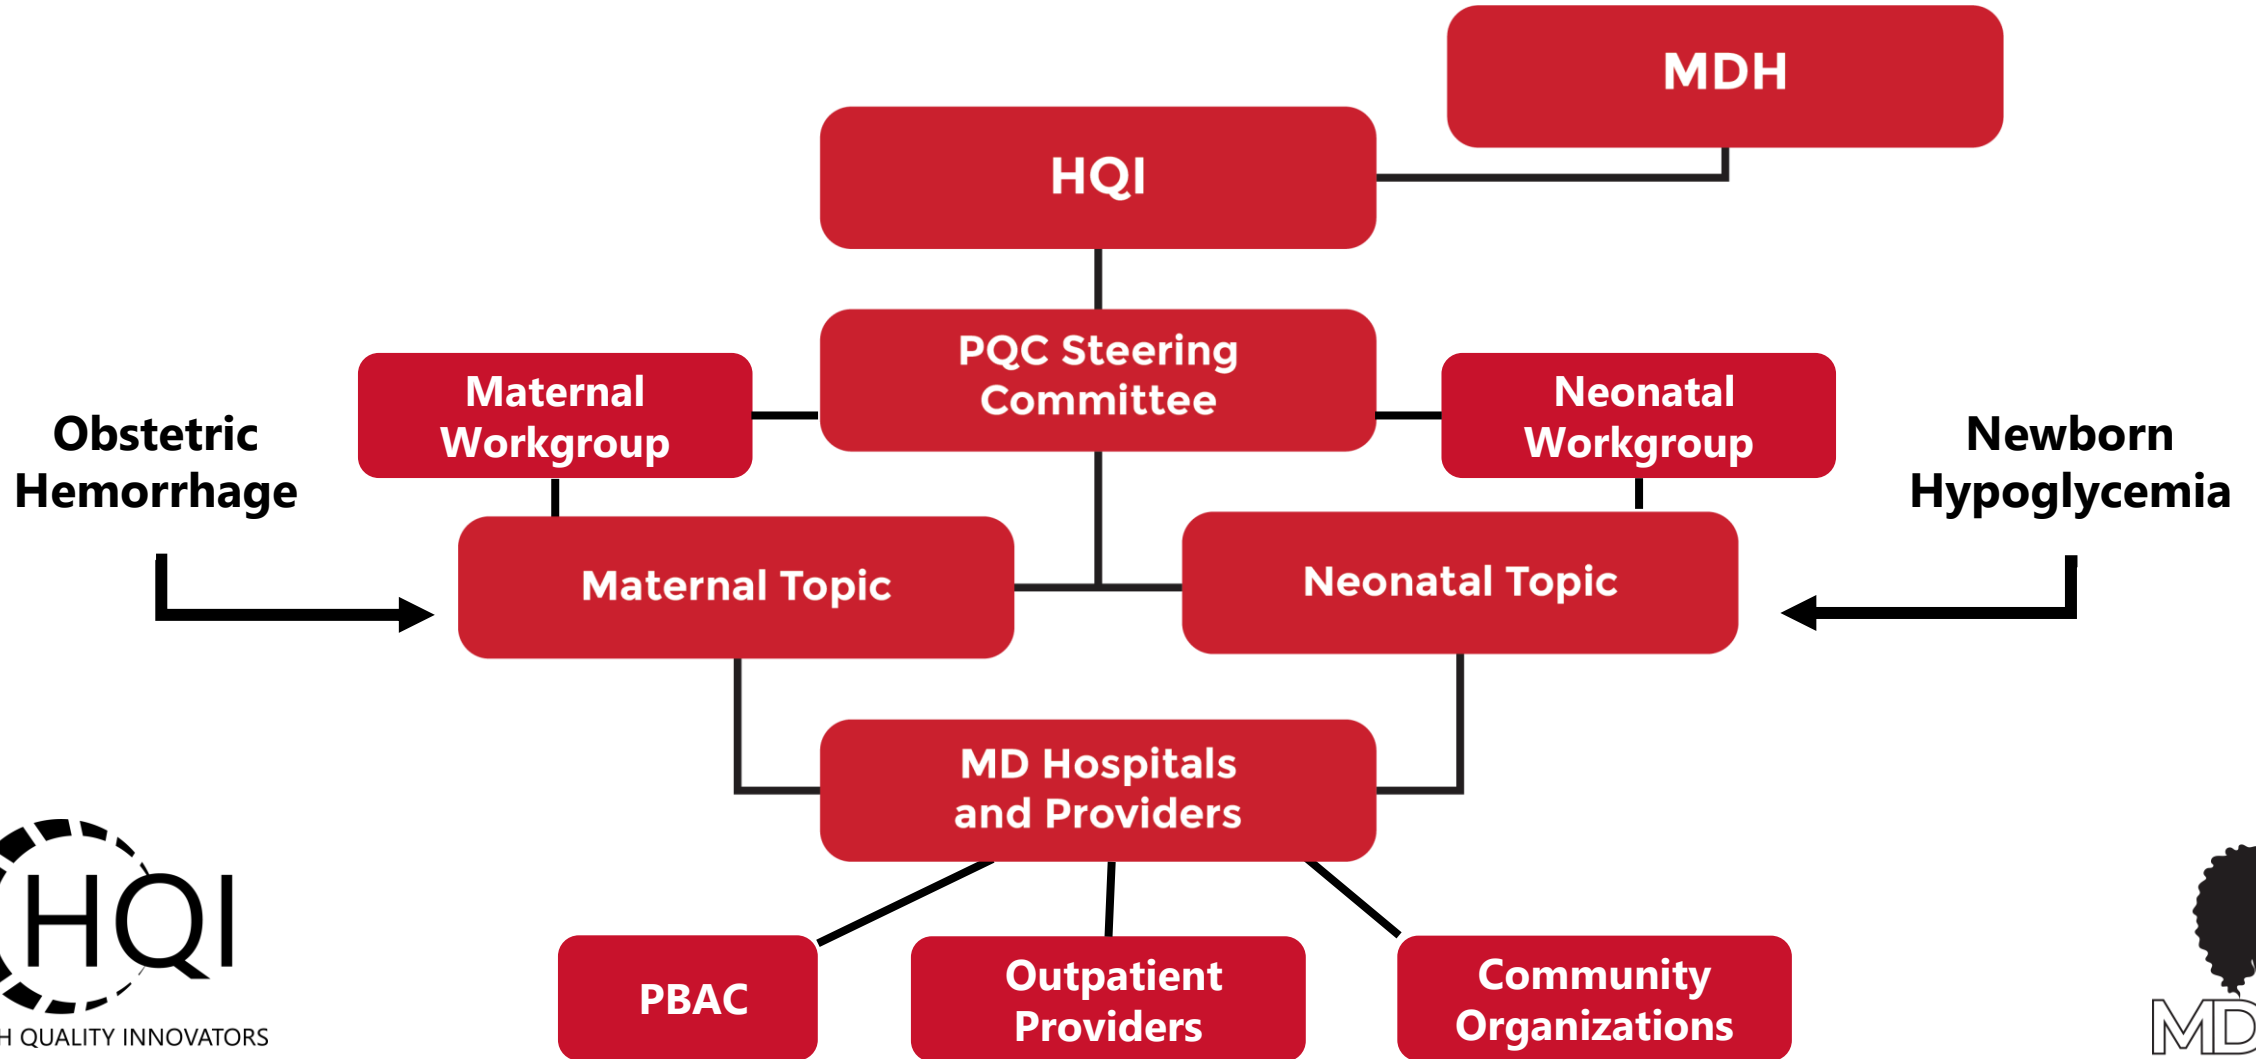 MDH
HQI
PQC Steering
Committee
Maternal
Workgroup
Neonatal
Workgroup
Obstetric
Hemorrhage
Newborn
Hypoglycemia
Maternal Topic
Neonatal Topic
MD Hospitals
and Providers
PBAC
Outpatient
Providers
Community
Organizations
HQI
H QUALITY INNOVATORS
MD